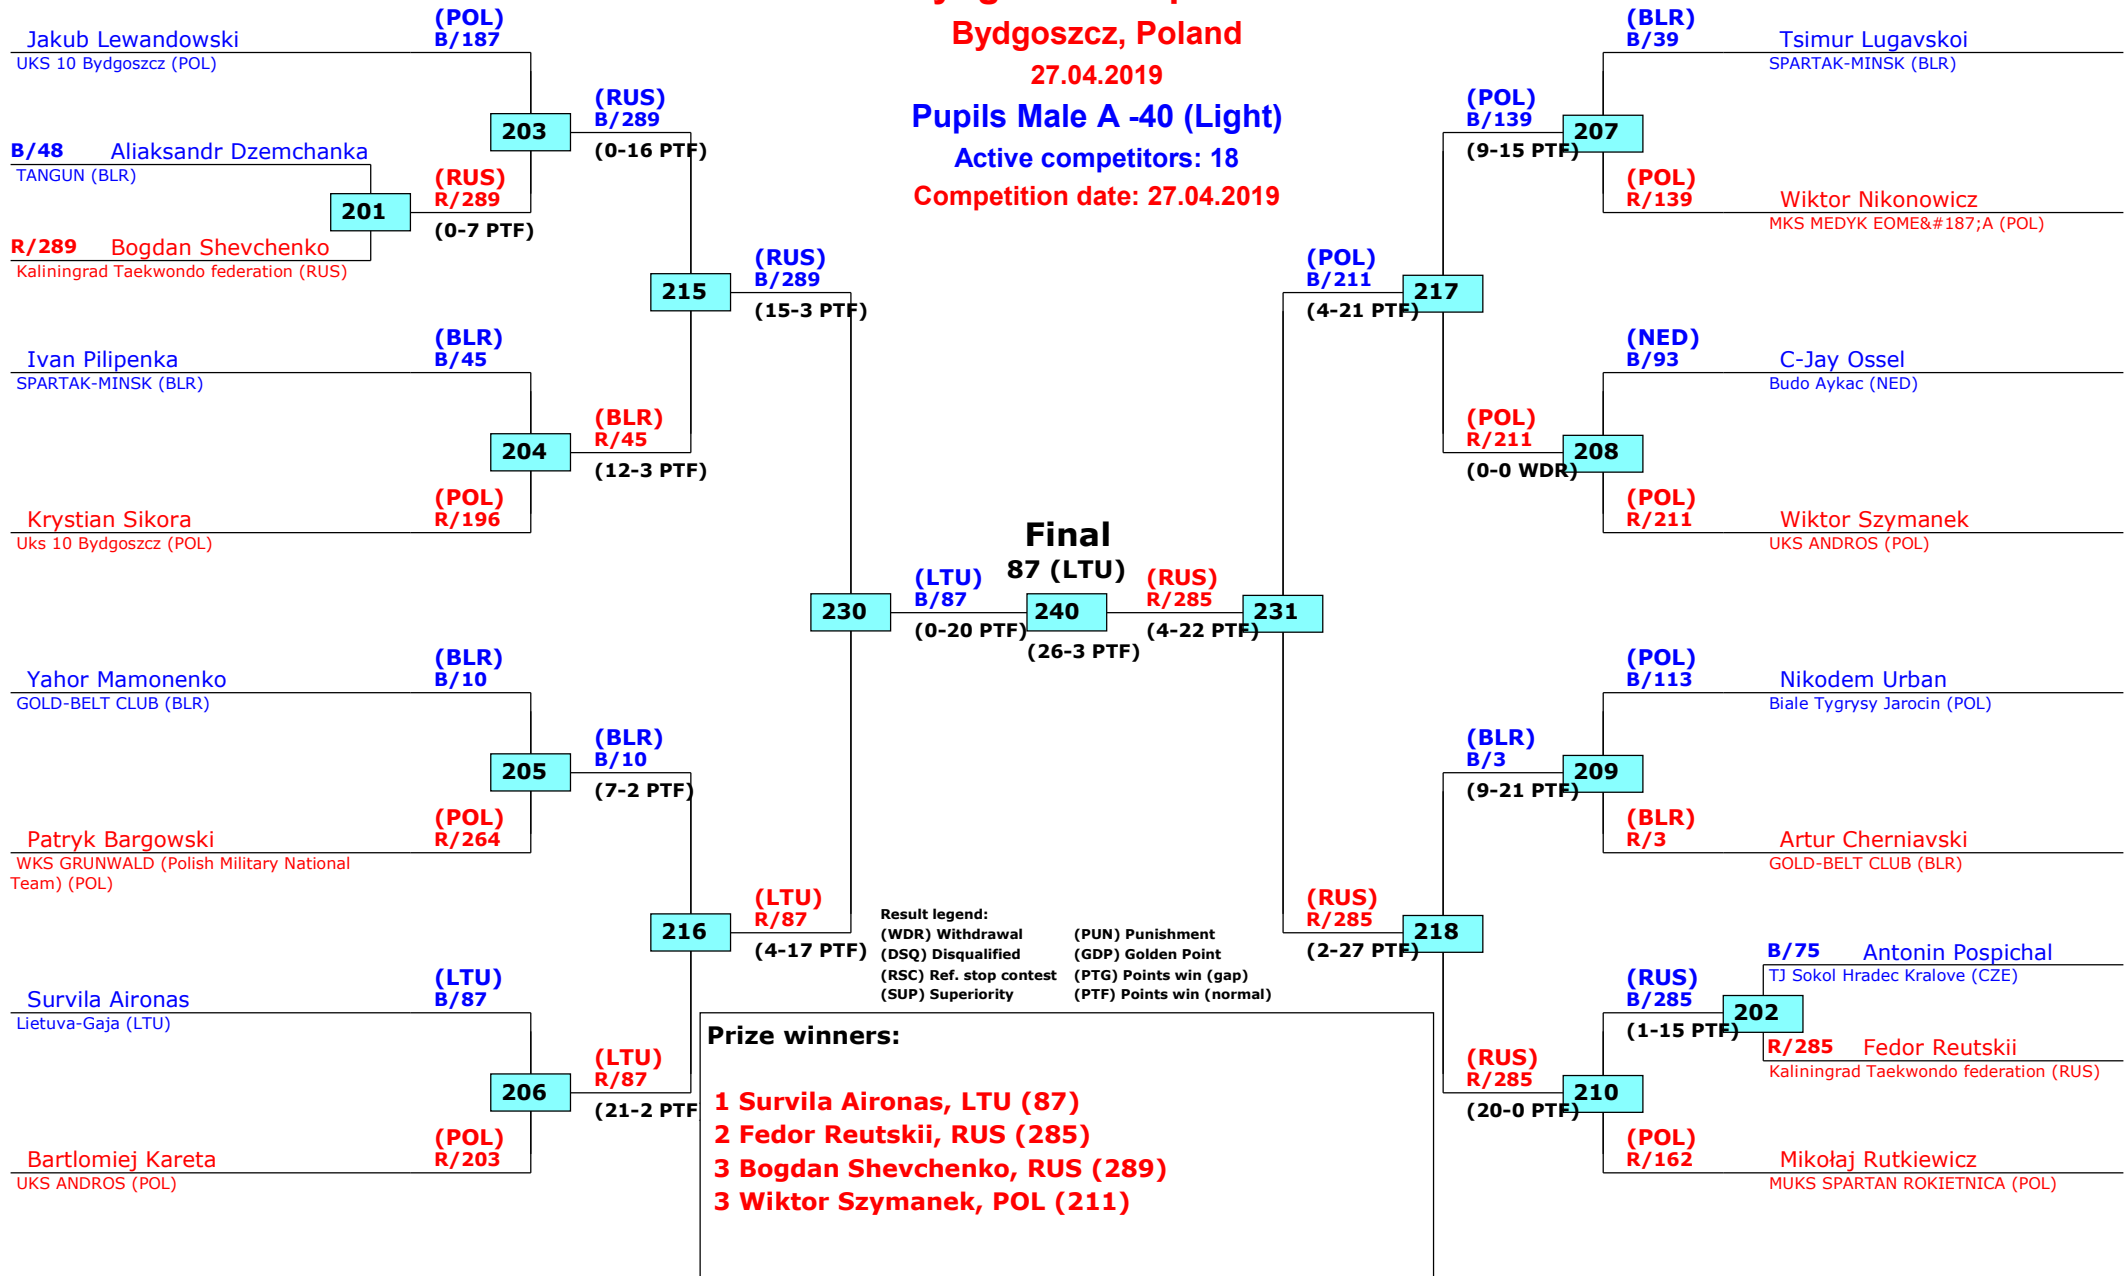 Bydgoszcz, Poland
27.04.2019
Pupils Male A -40 (Light)
Active competitors: 18
Competition date: 27.04.2019
(POL)
Jakub Lewandowski B/187
UKS 10 Bydgoszcz (POL)
203
(RUS)
B/289
(0-16 PTF)
B/48 Aliaksandr Dzemchanka
TANGUN (BLR)
201
(RUS)
R/289
(0-7 PTF)
R/289 Bogdan Shevchenko
Kaliningrad Taekwondo federation (RUS)
215
(RUS)
B/289
(15-3 PTF)
(BLR)
Ivan Pilipenka B/45
SPARTAK-MINSK (BLR)
204
(BLR)
R/45
(12-3 PTF)
(POL)
Krystian Sikora R/196
Uks 10 Bydgoszcz (POL)
230
(LTU)
B/87
(0-20 PTF)
Final
87 (LTU)
240
(26-3 PTF)
(RUS)
R/285
(4-22 PTF)
231
(BLR)
Yahor Mamonenko B/10
GOLD-BELT CLUB (BLR)
205
(BLR)
B/10
(7-2 PTF)
(POL)
Patryk Bargowski R/264
WKS GRUNWALD (Polish Military National
Team) (POL)
216
(LTU)
R/87
(4-17 PTF)
(LTU)
Survila Aironas B/87
Lietuva-Gaja (LTU)
206
(LTU)
R/87
(21-2 PTF
(POL)
Bartlomiej Kareta R/203
UKS ANDROS (POL)
(BLR)
B/39 Tsimur Lugavskoi
SPARTAK-MINSK (BLR)
(POL)
B/139
(9-15 PTF)
207
(POL)
R/139 Wiktor Nikonowicz
MKS MEDYK EOME&#187;A (POL)
(POL)
B/211
(4-21 PTF)
217
(NED)
B/93 C-Jay Ossel
Budo Aykac (NED)
(POL)
R/211
(0-0 WDR)
208
(POL)
R/211 Wiktor Szymanek
UKS ANDROS (POL)
(POL)
B/113 Nikodem Urban
Biale Tygrysy Jarocin (POL)
(BLR)
B/3
(9-21 PTF)
209
(BLR)
R/3 Artur Cherniavski
GOLD-BELT CLUB (BLR)
(RUS)
R/285
(2-27 PTF)
218
B/75 Antonin Pospichal
TJ Sokol Hradec Kralove (CZE)
(RUS)
B/285
(1-15 PTF)
202
R/285 Fedor Reutskii
Kaliningrad Taekwondo federation (RUS)
(RUS)
R/285
(20-0 PTF)
210
(POL)
R/162 Mikołaj Rutkiewicz
MUKS SPARTAN ROKIETNICA (POL)
Result legend:
(WDR) Withdrawal (PUN) Punishment
(DSQ) Disqualified (GDP) Golden Point
(RSC) Ref. stop contest (PTG) Points win (gap)
(SUP) Superiority (PTF) Points win (normal)
Prize winners:
1 Survila Aironas, LTU (87)
2 Fedor Reutskii, RUS (285)
3 Bogdan Shevchenko, RUS (289)
3 Wiktor Szymanek, POL (211)